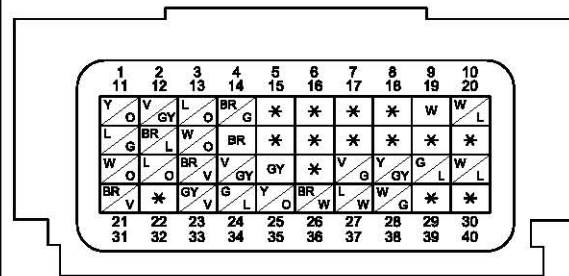 1 2 3 4 5 6 7 8 9 10
11 12 13 14 15 16 17 18 19 20
Y/O V/GY L/O BR/G * * * * W W/L
L/G BR/L W/O BR * * * * * *
W/O L/O BR/V V/GY GY * V/G Y/GY G/L W/L
BR/V * GY/V G/L Y/O BR/W L/W W/G * *
21 22 23 24 25 26 27 28 29 30
31 32 33 34 35 36 37 38 39 40